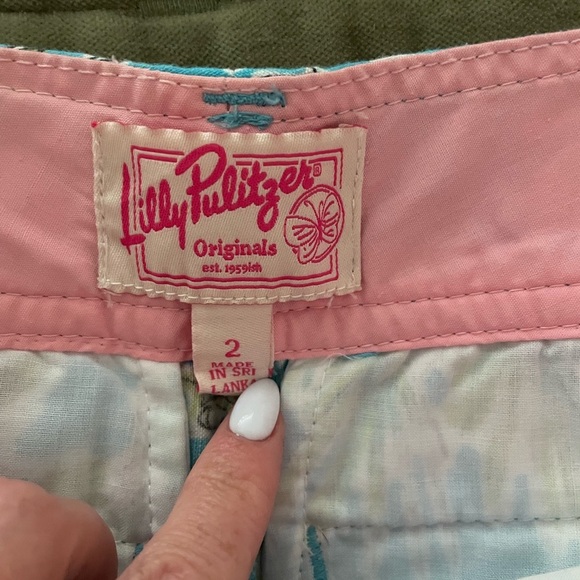 Lilly Pulitzer®
Originals
est. 1959ish
2
MADE
IN SRI
LANKA